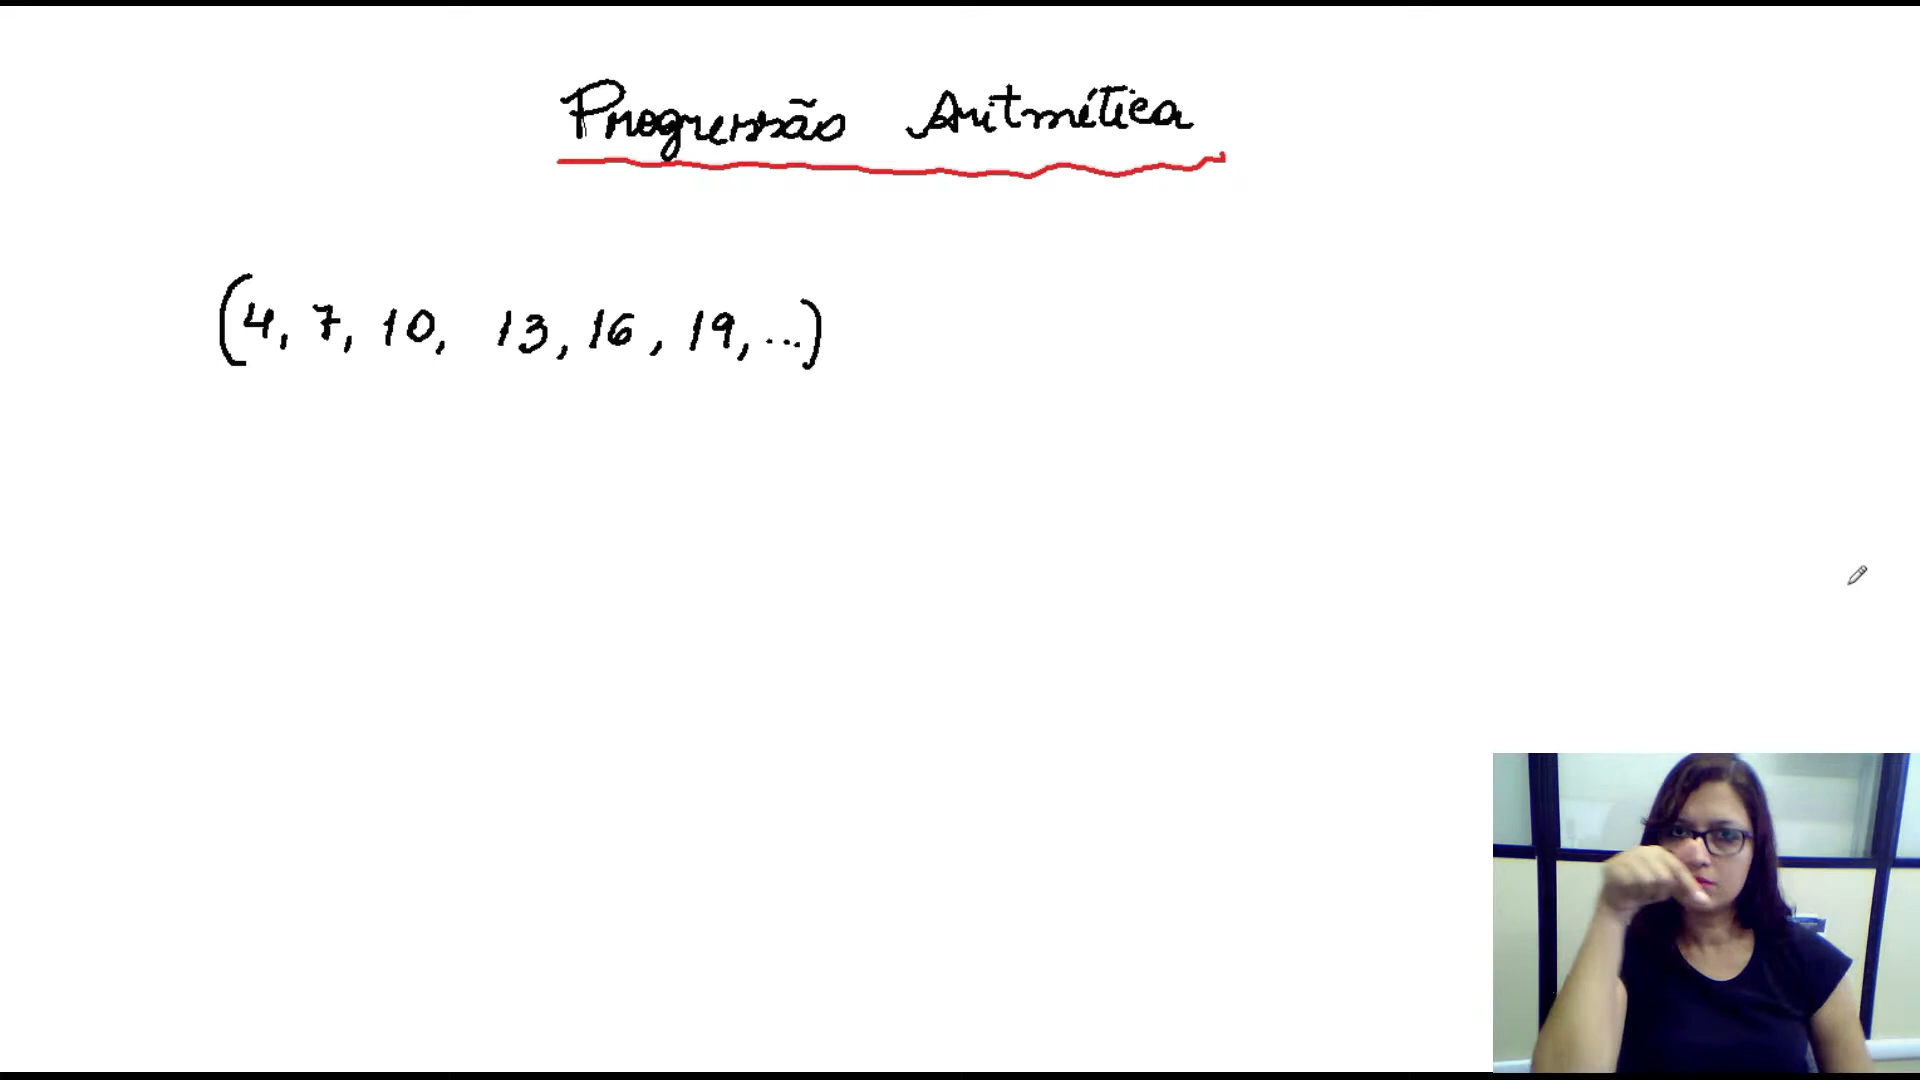 Progressão Aritmética
(4, 7, 10, 13, 16, 19, ...)